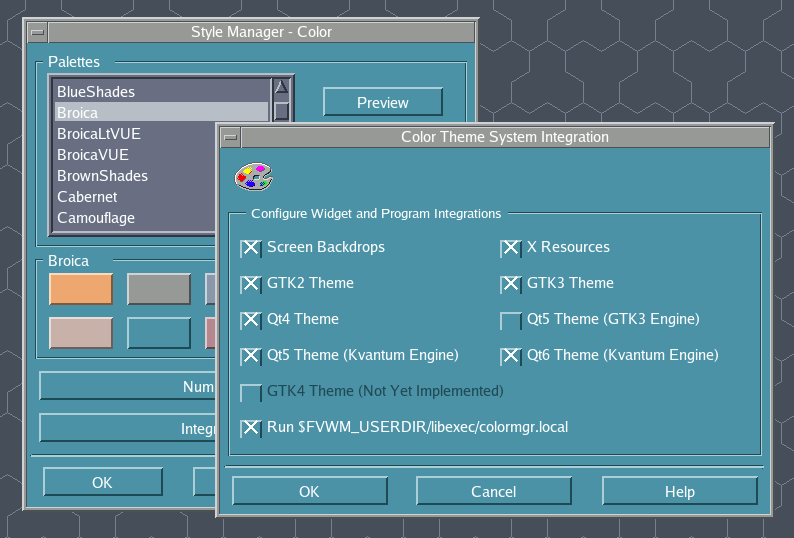 Style Manager - Color
Palettes
BlueShades
Broica
BroicaLtVUE
BroicaVUE
BrownShades
Cabernet
Camouflage
Preview
Broica
Num
Integr
OK
Color Theme System Integration
Configure Widget and Program Integrations
Screen Backdrops
X Resources
GTK2 Theme
GTK3 Theme
Qt4 Theme
Qt5 Theme (GTK3 Engine)
Qt5 Theme (Kvantum Engine)
Qt6 Theme (Kvantum Engine)
GTK4 Theme (Not Yet Implemented)
Run $FVWM_USERDIR/libexec/colormgr.local
OK
Cancel
Help